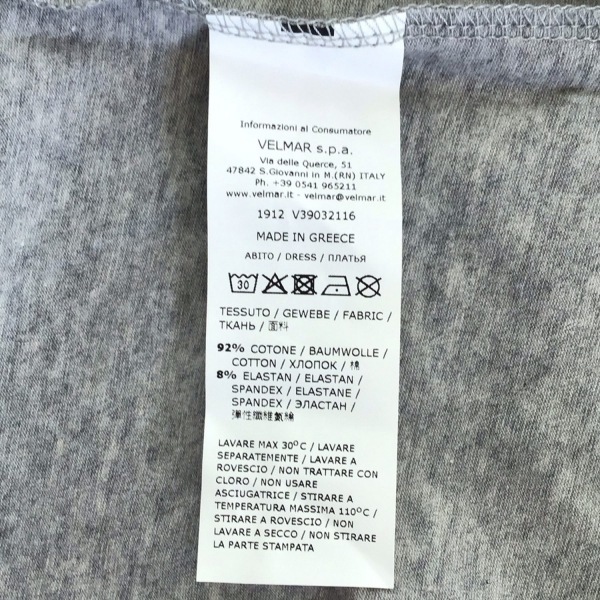 Informazioni al Consumatore
VELMAR s.p.a.
Via delle Querce, 51
47842 S.Giovanni in M.(RN) ITALY
Ph. +39 0541 965211
www.velmar.it - velmar@velmar.it
1912 V39032116
MADE IN GREECE
ABITO / DRESS / ПЛАТЬЯ
30
TESSUTO / GEWEBE / FABRIC /
ТКАНЬ / 面料
92% COTONE / BAUMWOLLE /
COTTON / ХЛОПОК / 棉
8% ELASTAN / ELASTAN /
SPANDEX / ELASTANE /
SPANDEX / ЭЛАСТАН /
彈性纖維氨綸
LAVARE MAX 30°C / LAVARE
SEPARATEMENTE / LAVARE A
ROVESCIO / NON TRATTARE CON
CLORO / NON USARE
ASCIUGATRICE / STIRARE A
TEMPERATURA MASSIMA 110°C /
STIRARE A ROVESCIO / NON
LAVARE A SECCO / NON STIRARE
LA PARTE STAMPATA